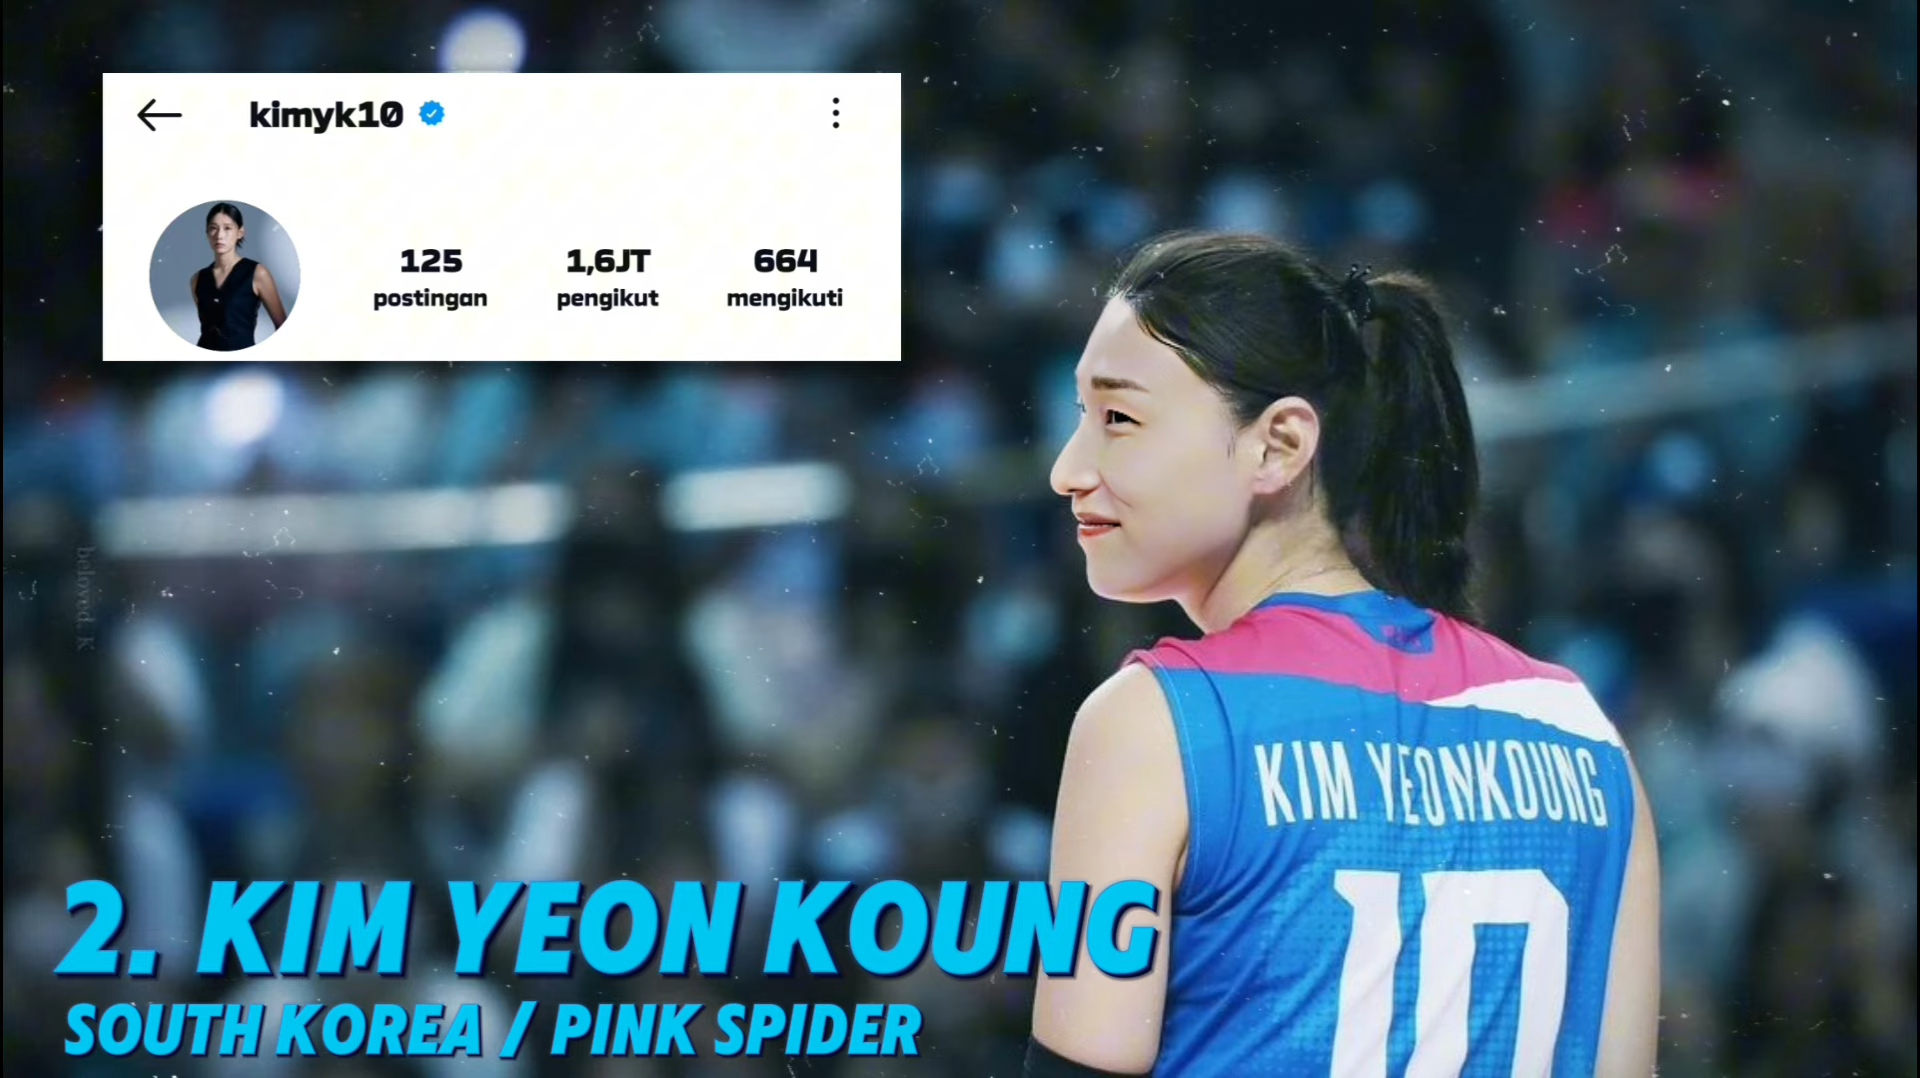 kimyk10
125 1,6JT 664
postingan pengikut mengikuti
KIM YEONKOUNG
10
beloved. K
2. KIM YEON KOUNG
SOUTH KOREA / PINK SPIDER